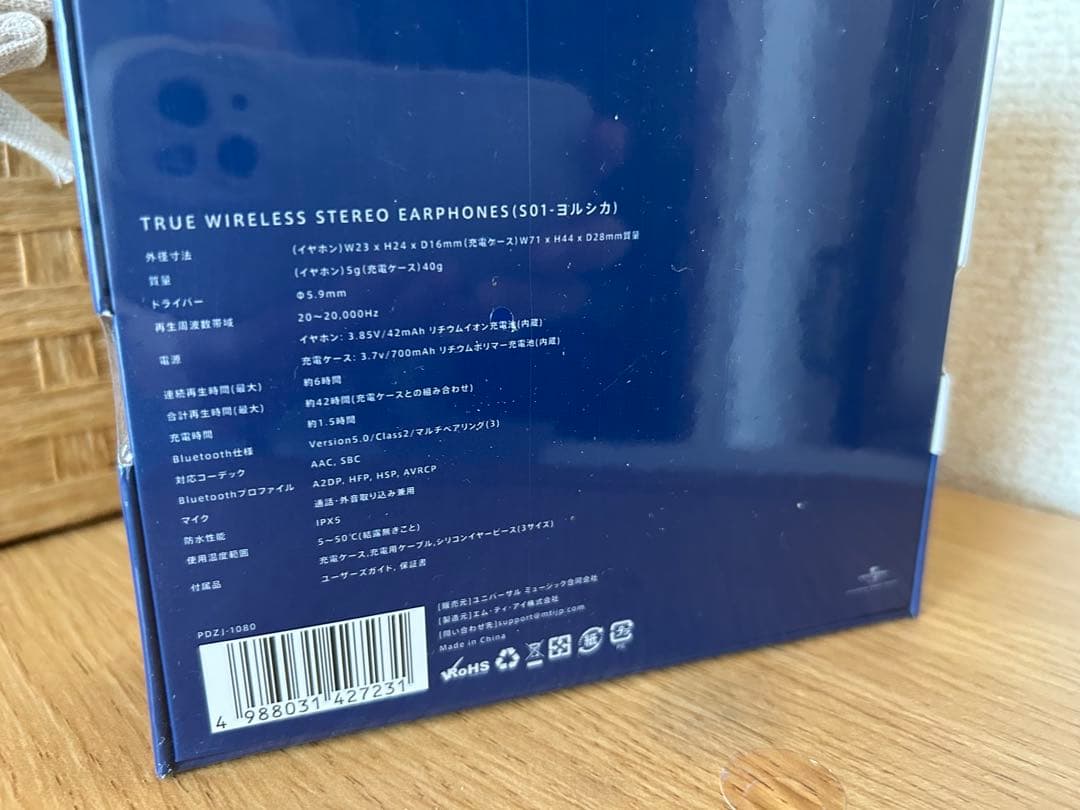 TRUE WIRELESS STEREO EARPHONES(S01-ヨルシカ)
外径寸法 (イヤホン)W23 x H24 x D16mm(充電ケース)W71 x H44 x D28mm質量
質量 (イヤホン)5g(充電ケース)40g
ドライバー Φ5.9mm
再生周波数帯域 20〜20,000Hz
電源 イヤホン: 3.85V/42mAh リチウムイオン充電池(内蔵)
充電ケース: 3.7v/700mAh リチウムポリマー充電池(内蔵)
連続再生時間(最大) 約6時間
合計再生時間(最大) 約42時間(充電ケースとの組み合わせ)
充電時間 約1.5時間
Bluetooth仕様 Version5.0/Class2/マルチペアリング(3)
対応コーデック AAC, SBC
Bluetoothプロファイル A2DP, HFP, HSP, AVRCP
マイク 通話・外音取り込み兼用
防水性能 IPX5
使用温度範囲 5〜50℃(結露無きこと)
付属品 充電ケース,充電用ケーブル,シリコンイヤーピース(3サイズ)
ユーザーズガイド, 保証書
PDZJ-1080
4 988031 427231
[販売元]ユニバーサル ミュージック合同会社
[製造元]エム・ティ・アイ株式会社
[問い合わせ先]support@mtijp.com
Made in China
RoHS
紙
プラ